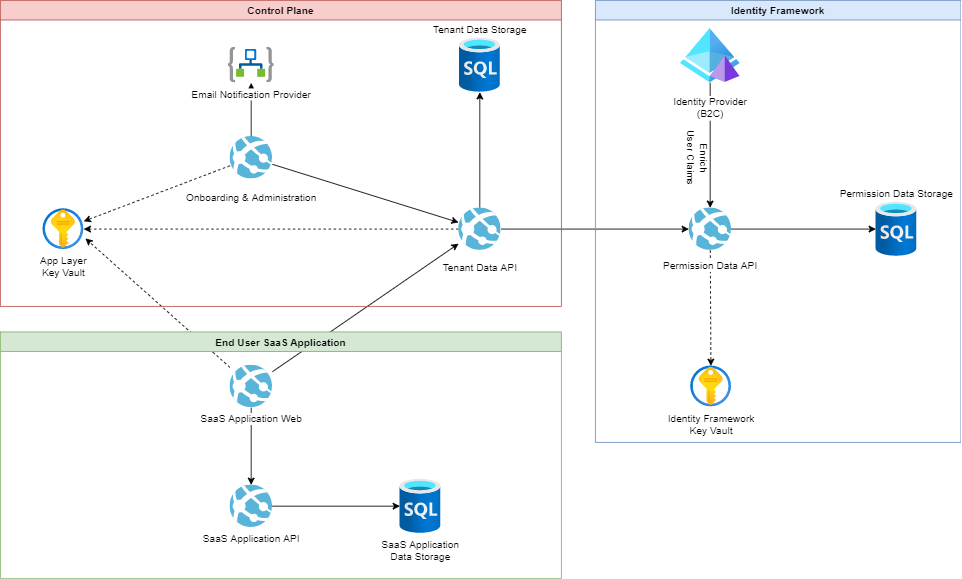 Control Plane
Identity Framework
Tenant Data Storage
SQL
Email Notification Provider
Identity Provider
(B2C)
Enrich
User Claims
Onboarding & Administration
Permission Data Storage
SQL
App Layer
Key Vault
Tenant Data API
Permission Data API
End User SaaS Application
SaaS Application Web
Identity Framework
Key Vault
SQL
SaaS Application API
SaaS Application
Data Storage